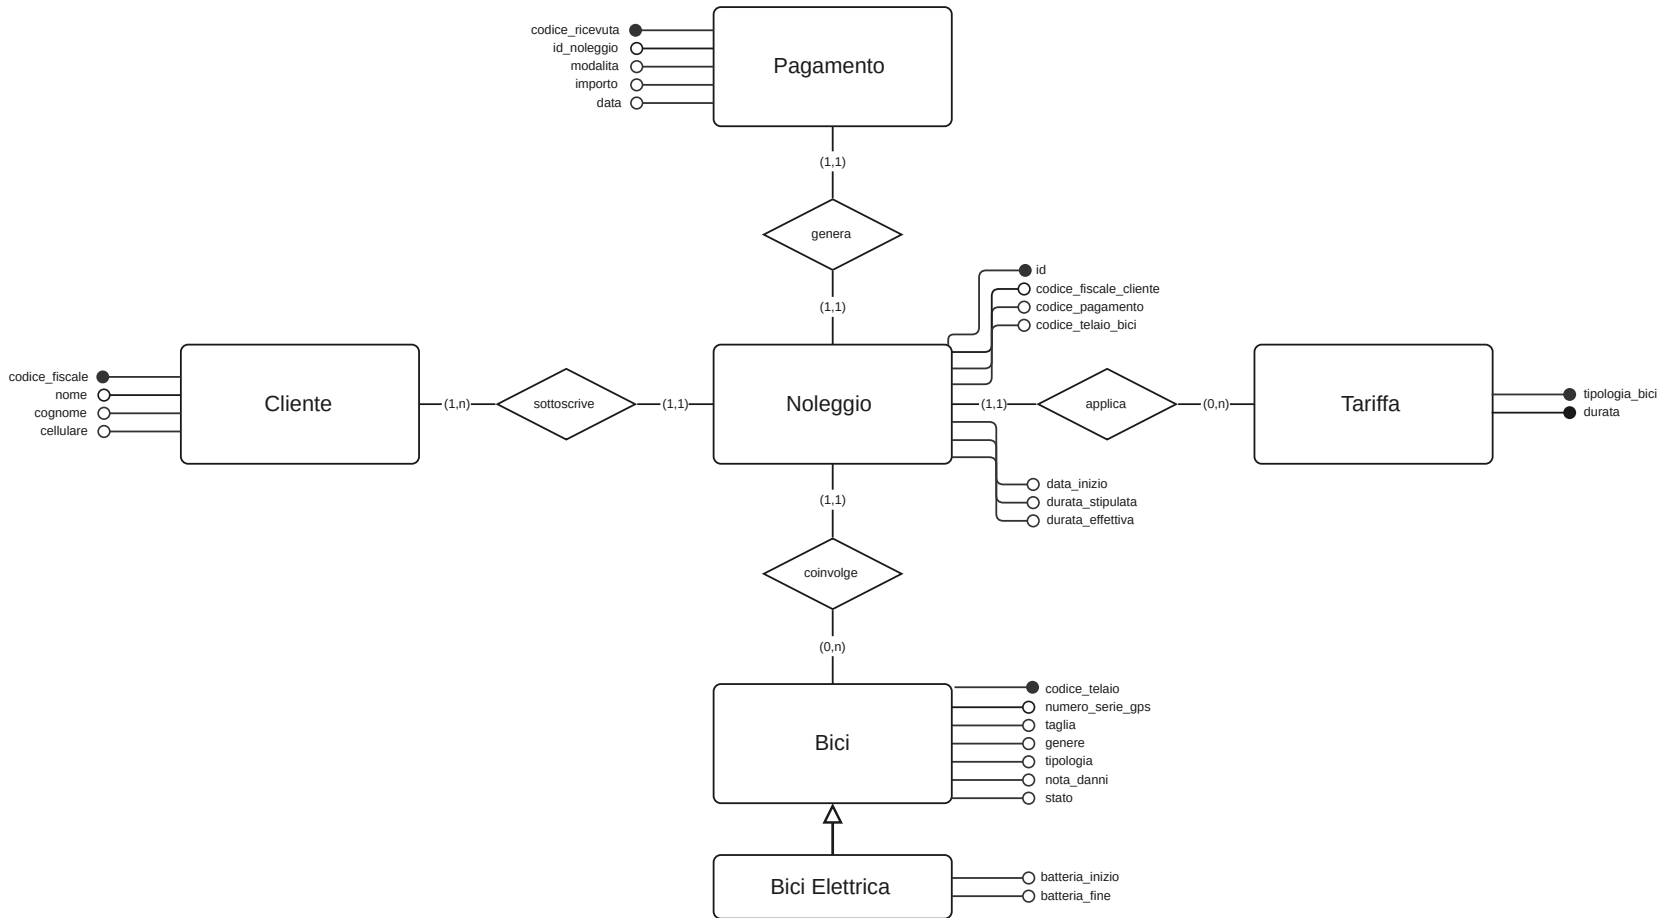 codice_ricevuta
id_noleggio
modalita
importo
data
Pagamento
(1,1)
genera
(1,1)
id
codice_fiscale_cliente
codice_pagamento
codice_telaio_bici
codice_fiscale
nome
cognome
cellulare
Cliente
(1,n)
sottoscrive
(1,1)
Noleggio
(1,1)
applica
(0,n)
Tariffa
tipologia_bici
durata
data_inizio
durata_stipulata
durata_effettiva
(1,1)
coinvolge
(0,n)
Bici
codice_telaio
numero_serie_gps
taglia
genere
tipologia
nota_danni
stato
Bici Elettrica
batteria_inizio
batteria_fine